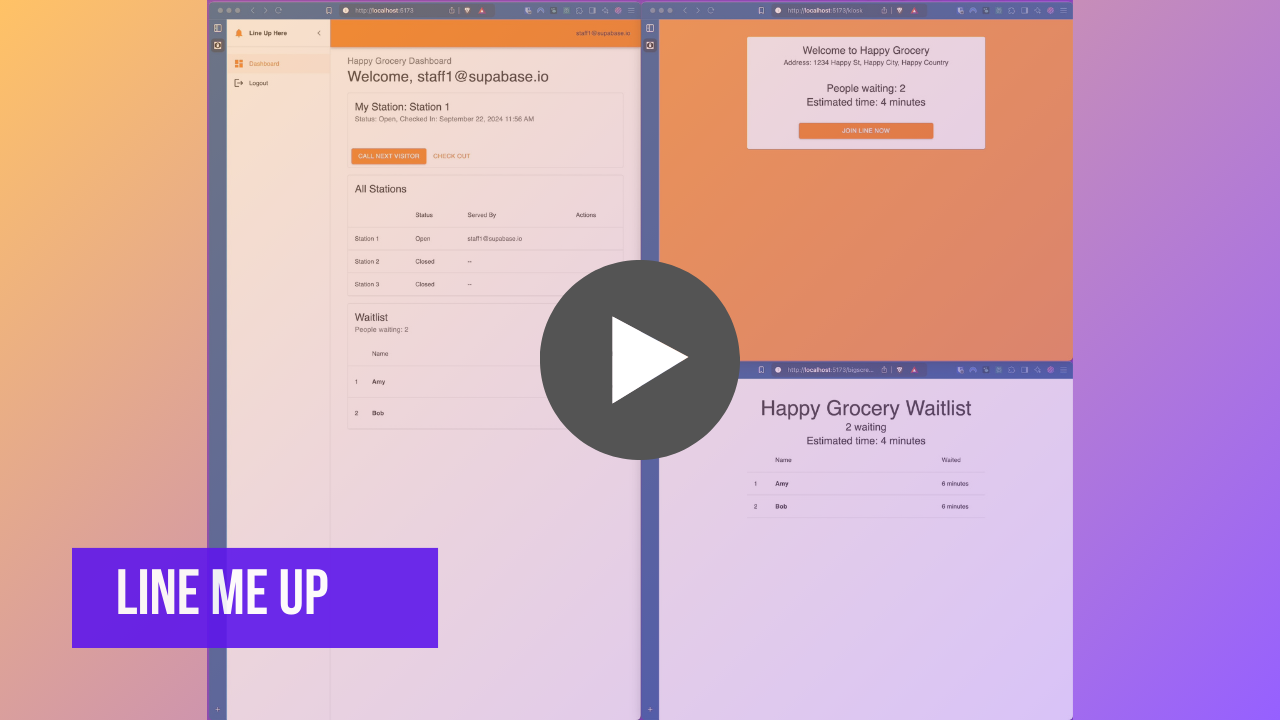 http://localhost:5173
Line Up Here
Dashboard
Logout
staff1@supabase.io
Happy Grocery Dashboard
Welcome, staff1@supabase.io
My Station: Station 1
Status: Open, Checked In: September 22, 2024 11:56 AM
CALL NEXT VISITOR CHECK OUT
All Stations
Status Served By Actions
Station 1 Open staff1@supabase.io
Station 2 Closed --
Station 3 Closed --
Waitlist
People waiting: 2
Name
1 Amy
2 Bob
http://localhost:5173/kiosk
Welcome to Happy Grocery
Address: 1234 Happy St, Happy City, Happy Country
People waiting: 2
Estimated time: 4 minutes
JOIN LINE NOW
http://localhost:5173/bigscre...
Happy Grocery Waitlist
2 waiting
Estimated time: 4 minutes
Name Waited
1 Amy 6 minutes
2 Bob 6 minutes
LINE ME UP